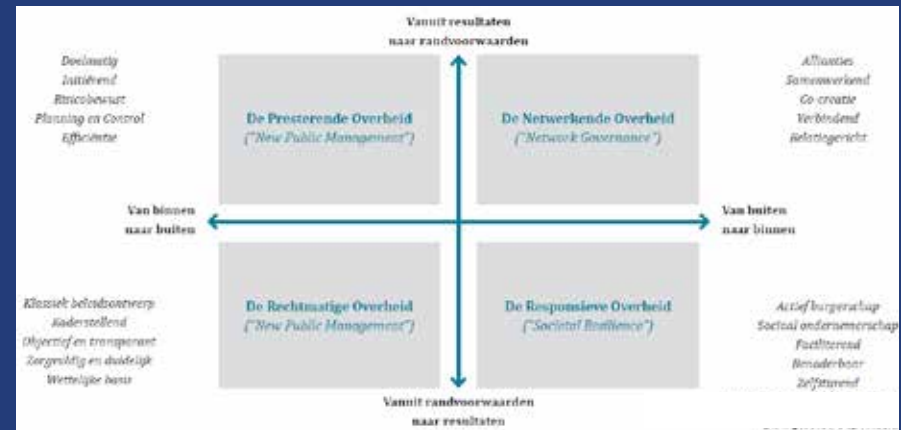 Vanuit resultaten
naar randvoorwaarden
Doelmatig
Initiërend
Risicobewust
Planning en Control
Efficiëntie
De Presterende Overheid
("New Public Management")
De Netwerkende Overheid
("Network Governance")
Allianties
Samenwerkend
Co-creatie
Verbindend
Relatiegericht
Van binnen
naar buiten
Van buiten
naar binnen
Klassiek beleidsontwerp
Kaderstellend
Objectief en transparant
Zorgvuldig en duidelijk
Wettelijke basis
De Rechtmatige Overheid
("New Public Management")
De Responsieve Overheid
("Societal Resilience")
Actief burgerschap
Sociaal ondernemerschap
Faciliterend
Benaderbaar
Zelfsturend
Vanuit randvoorwaarden
naar resultaten